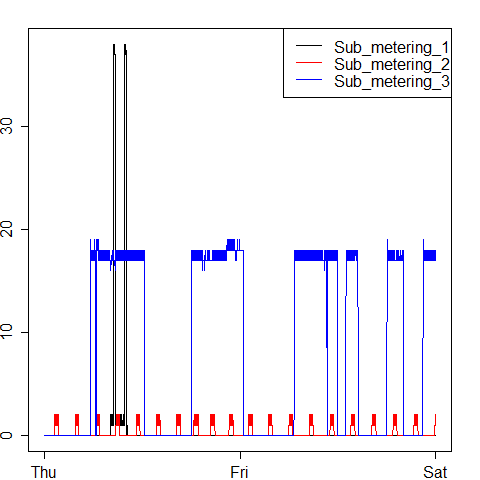 Sub_metering_1
Sub_metering_2
Sub_metering_3
30
20
10
0
Thu Fri Sat